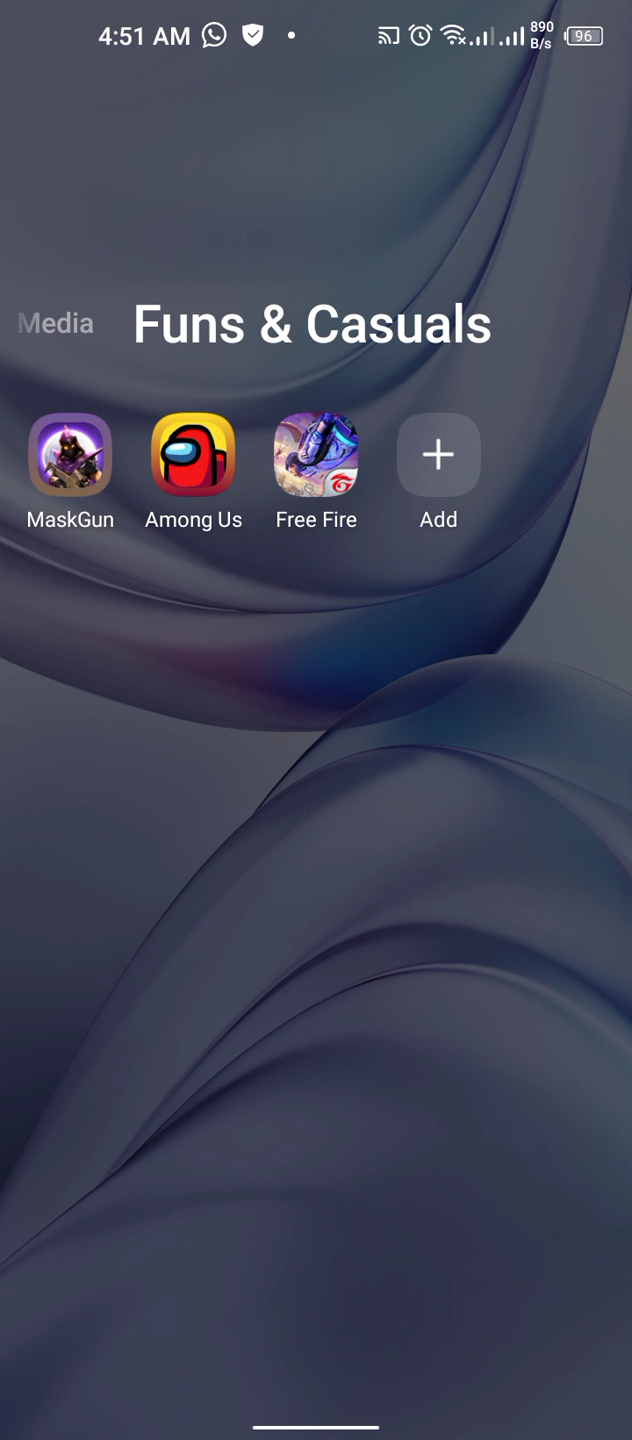 4:51 AM
890
B/s
96
Media
Funs & Casuals
MaskGun
Among Us
Free Fire
Add